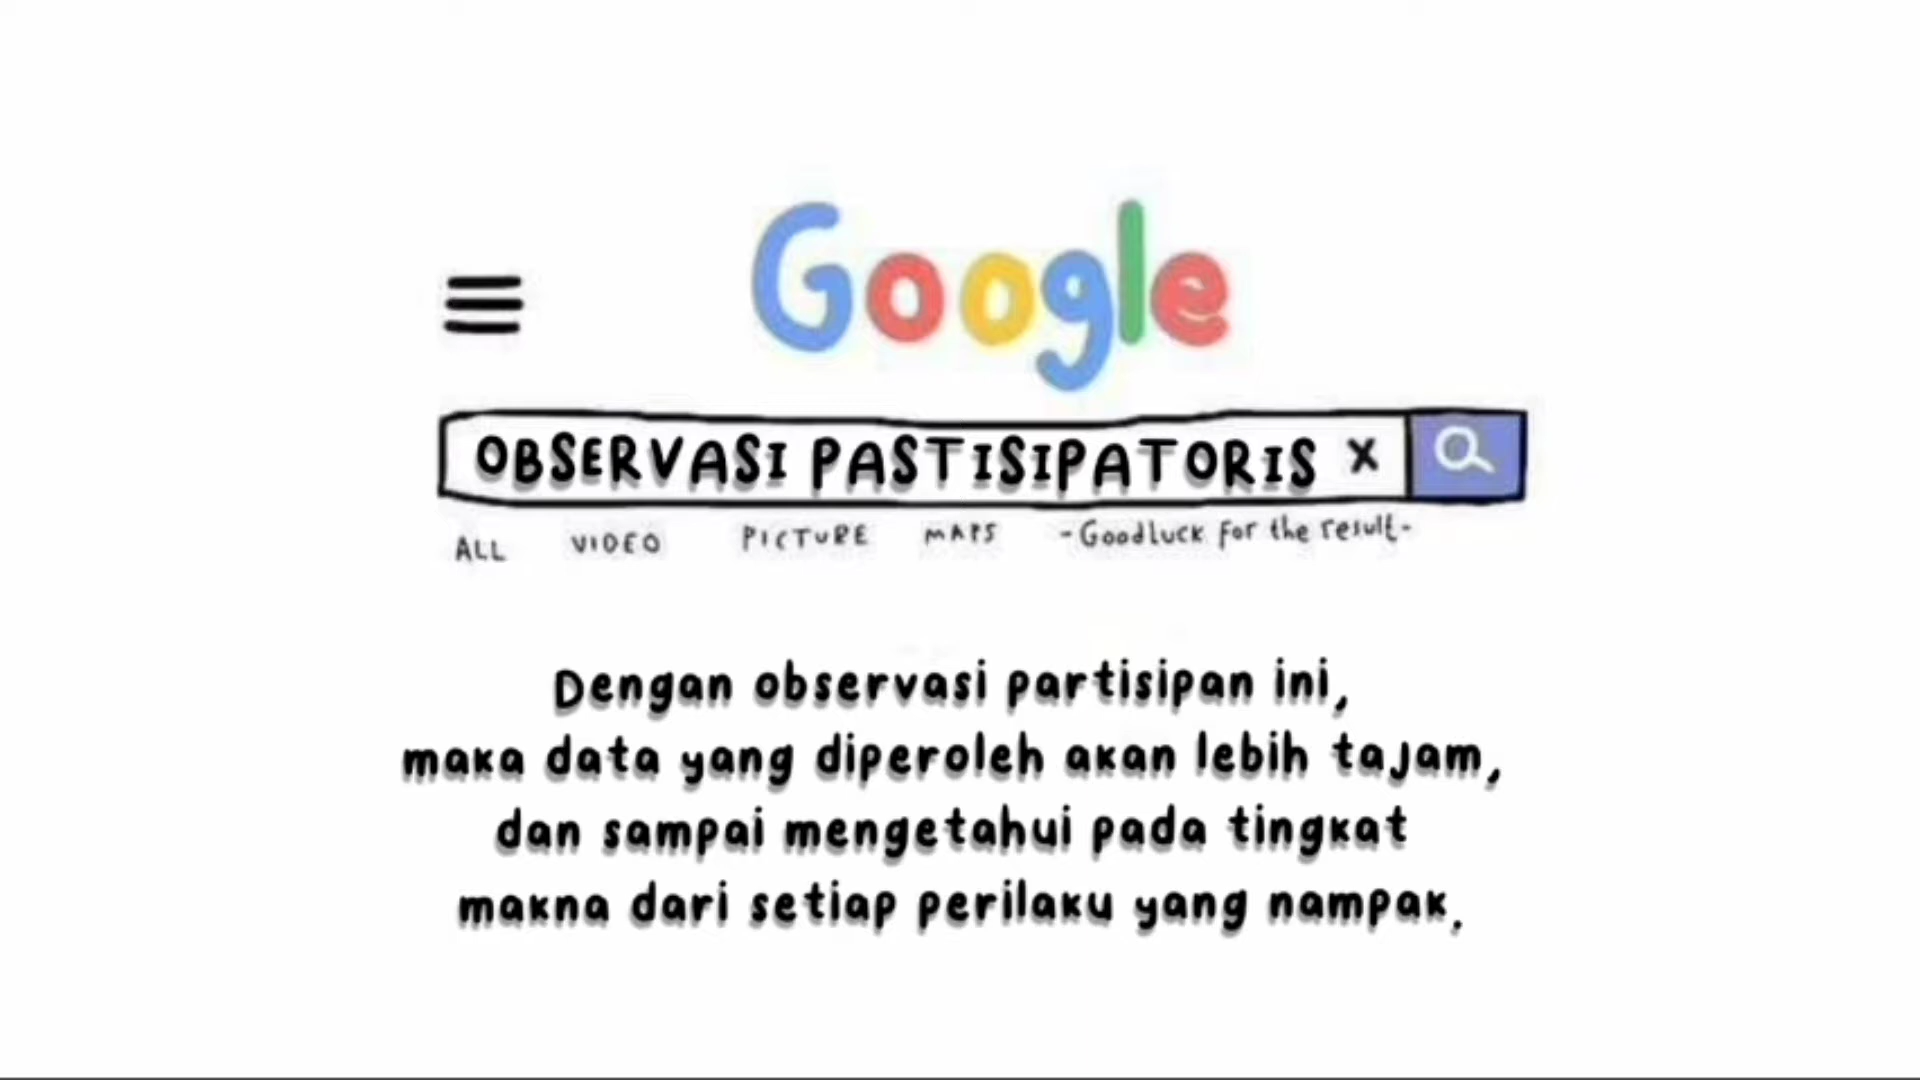 Google
OBSERVASI PASTISIPATORIS X
ALL VIDEO PICTURE MAPS -Goodluck for the result-
Dengan observasi partisipan ini,
maka data yang diperoleh akan lebih tajam,
dan sampai mengetahui pada tingkat
makna dari setiap perilaku yang nampak.